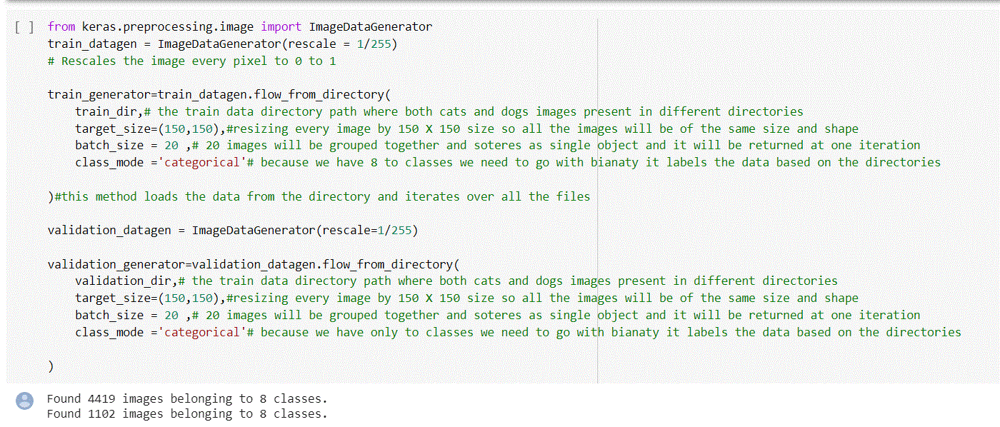 [ ] from keras.preprocessing.image import ImageDataGenerator
train_datagen = ImageDataGenerator(rescale = 1/255)
# Rescales the image every pixel to 0 to 1
train_generator=train_datagen.flow_from_directory(
train_dir,# the train data directory path where both cats and dogs images present in different directories
target_size=(150,150),#resizing every image by 150 X 150 size so all the images will be of the same size and shape
batch_size = 20 ,# 20 images will be grouped together and soteres as single object and it will be returned at one iteration
class_mode ='categorical'# because we have 8 to classes we need to go with bianaty it labels the data based on the directories
)#this method loads the data from the directory and iterates over all the files
validation_datagen = ImageDataGenerator(rescale=1/255)
validation_generator=validation_datagen.flow_from_directory(
validation_dir,# the train data directory path where both cats and dogs images present in different directories
target_size=(150,150),#resizing every image by 150 X 150 size so all the images will be of the same size and shape
batch_size = 20 ,# 20 images will be grouped together and soteres as single object and it will be returned at one iteration
class_mode ='categorical'# because we have only to classes we need to go with bianaty it labels the data based on the directories
)
Found 4419 images belonging to 8 classes.
Found 1102 images belonging to 8 classes.